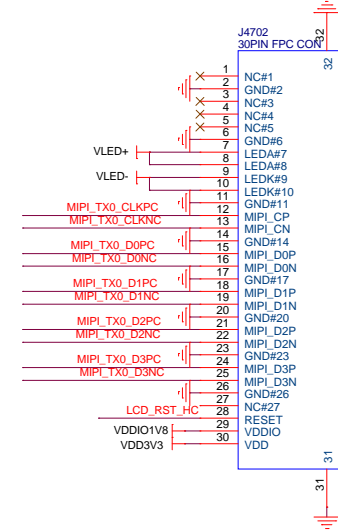 J4702
30PIN FPC CON
32
32
1 NC#1
2 GND#2
3 NC#3
4 NC#4
5 NC#5
6 GND#6
VLED+ 7 LEDA#7
8 LEDA#8
VLED- 9 LEDK#9
10 LEDK#10
11 GND#11
MIPI_TX0_CLKPC 12 MIPI_CP
MIPI_TX0_CLKNC 13 MIPI_CN
14 GND#14
MIPI_TX0_D0PC 15 MIPI_D0P
MIPI_TX0_D0NC 16 MIPI_D0N
17 GND#17
MIPI_TX0_D1PC 18 MIPI_D1P
MIPI_TX0_D1NC 19 MIPI_D1N
20 GND#20
MIPI_TX0_D2PC 21 MIPI_D2P
MIPI_TX0_D2NC 22 MIPI_D2N
23 GND#23
MIPI_TX0_D3PC 24 MIPI_D3P
MIPI_TX0_D3NC 25 MIPI_D3N
26 GND#26
27 NC#27
LCD_RST_HC 28 RESET
VDDIO1V8 29 VDDIO
VDD3V3 30 VDD
31
31